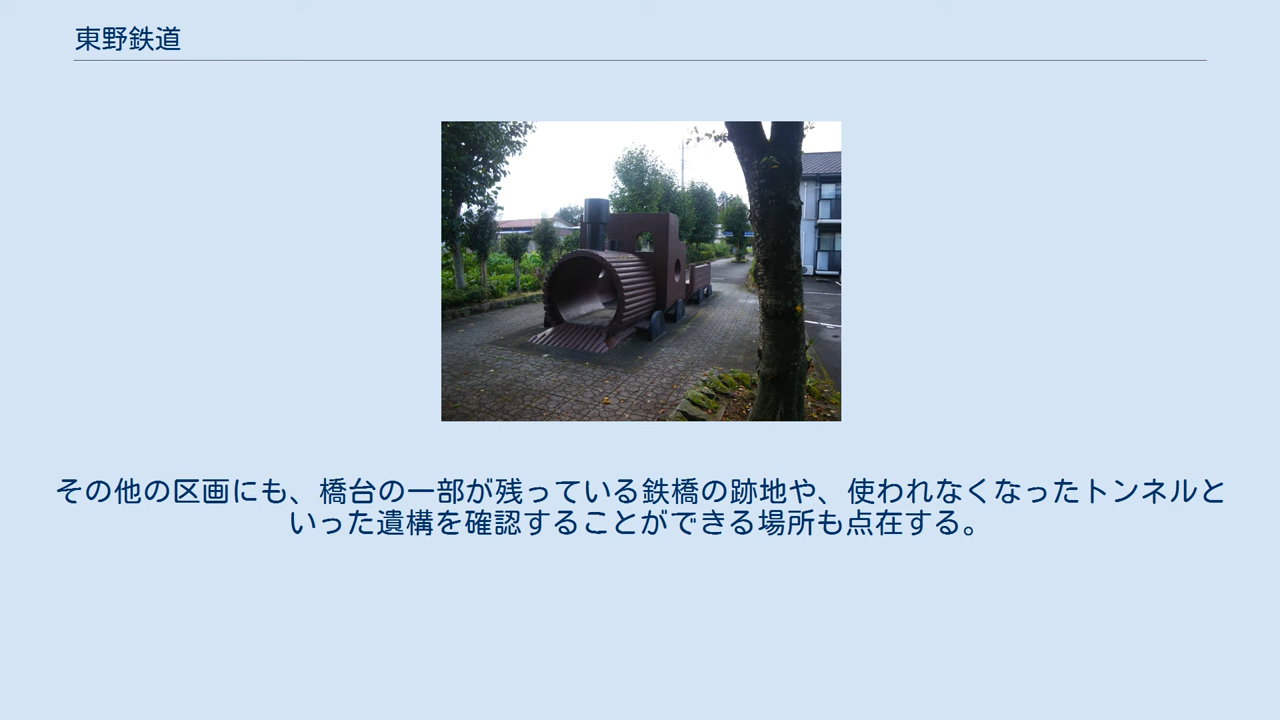 東野鉄道
その他の区画にも、橋台の一部が残っている鉄橋の跡地や、使われなくなったトンネルと
いった遺構を確認することができる場所も点在する。